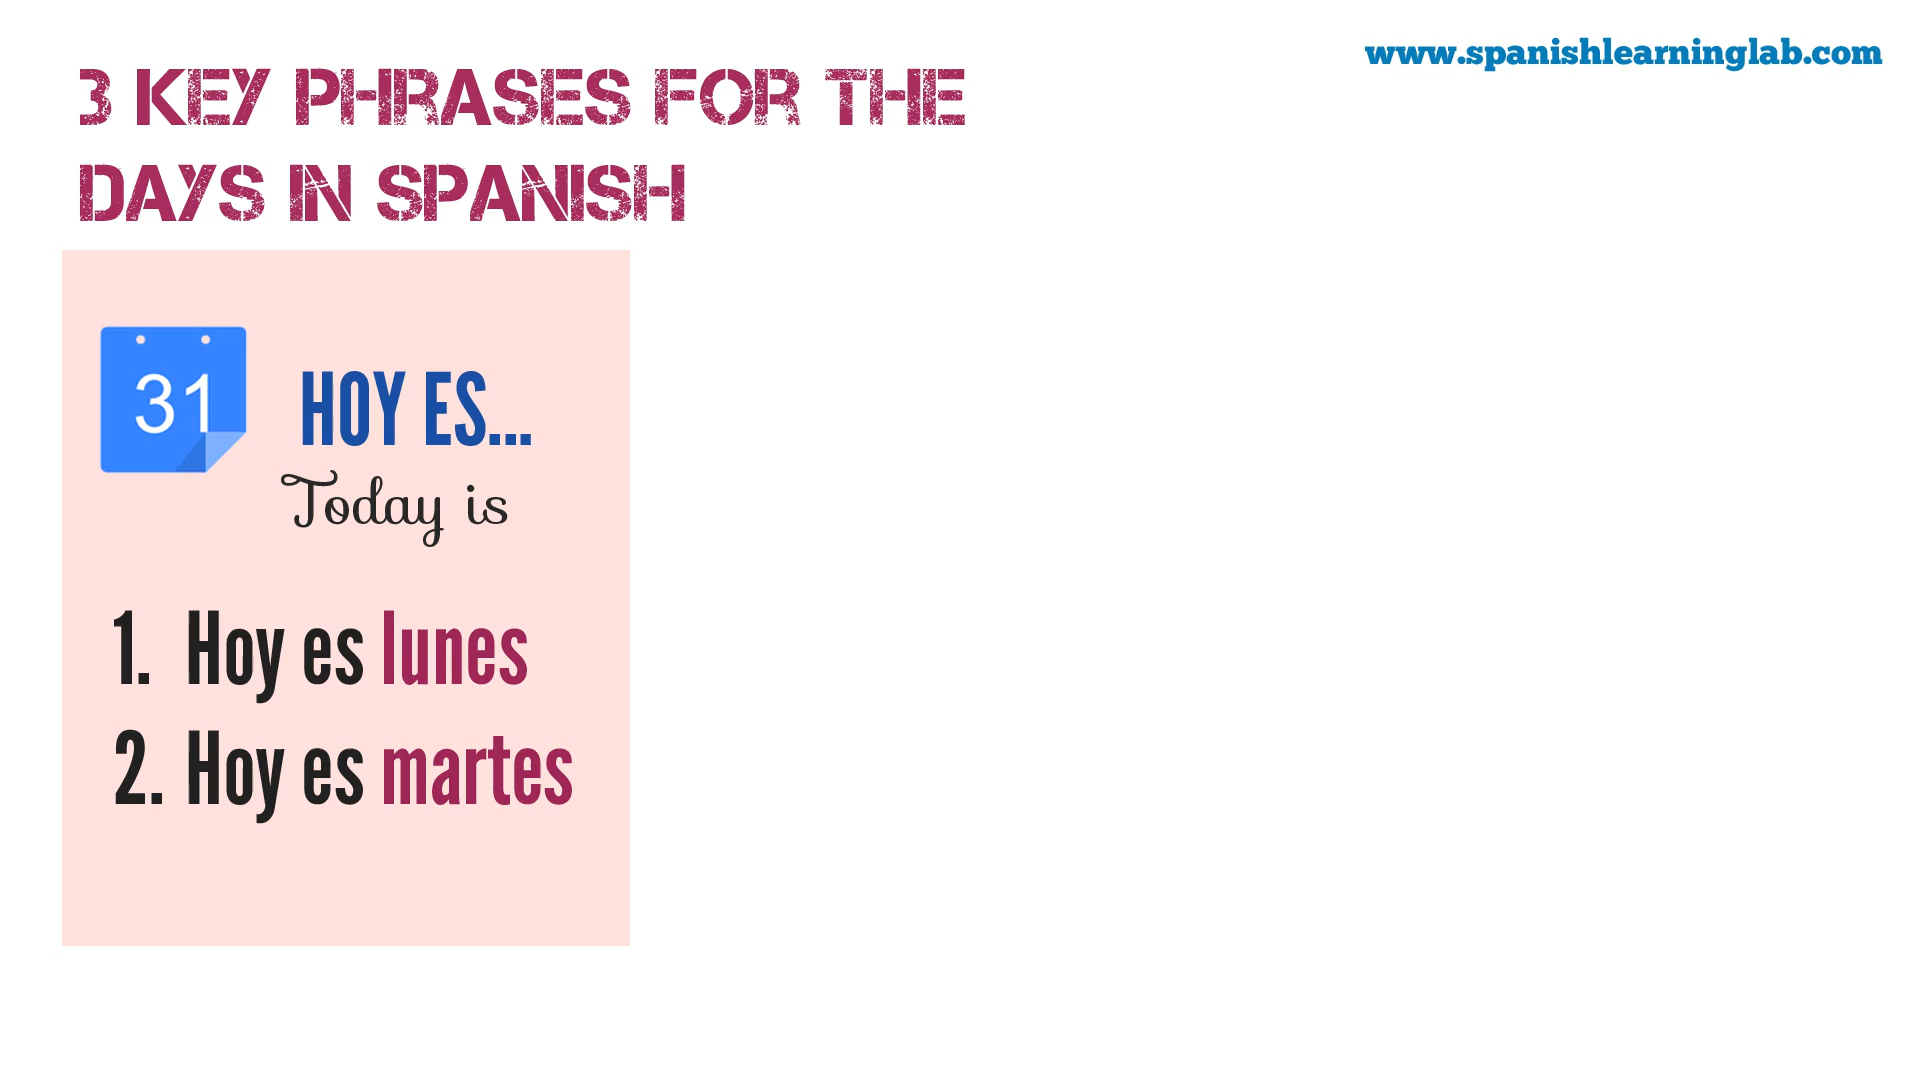 www.spanishlearninglab.com
3 KEY PHRASES FOR THE
DAYS IN SPANISH
31
HOY ES...
Today is
1. Hoy es lunes
2. Hoy es martes